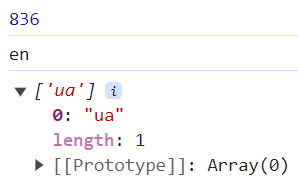 836
en
▼ ['ua'] i
0: "ua"
length: 1
▶ [[Prototype]]: Array(0)